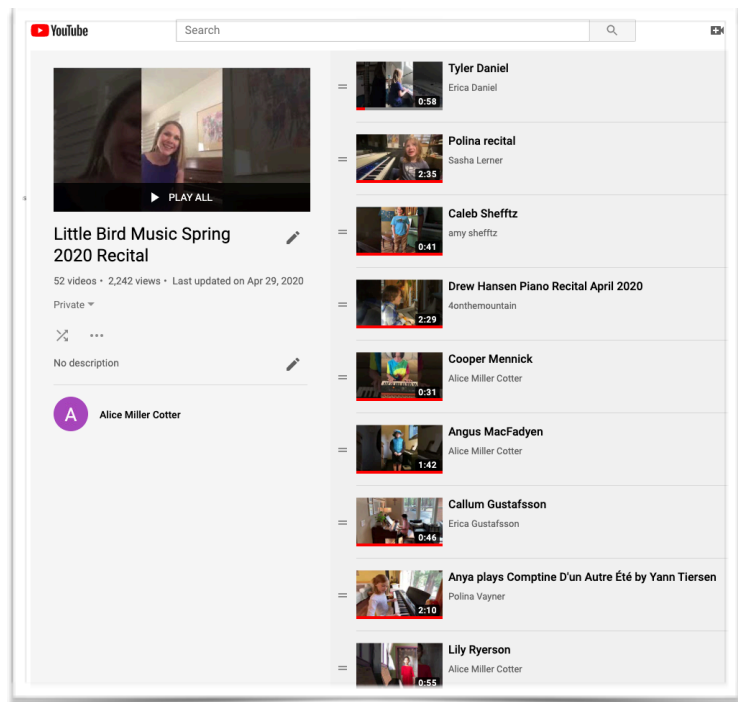 YouTube
Search
PLAY ALL
Little Bird Music Spring
2020 Recital
52 videos • 2,242 views • Last updated on Apr 29, 2020
Private
No description
A
Alice Miller Cotter
0:58
Tyler Daniel
Erica Daniel
2:35
Polina recital
Sasha Lerner
0:41
Caleb Shefftz
amy shefftz
2:29
Drew Hansen Piano Recital April 2020
4onthemountain
0:31
Cooper Mennick
Alice Miller Cotter
1:42
Angus MacFadyen
Alice Miller Cotter
0:46
Callum Gustafsson
Erica Gustafsson
2:10
Anya plays Comptine D'un Autre Été by Yann Tiersen
Polina Vayner
0:55
Lily Ryerson
Alice Miller Cotter